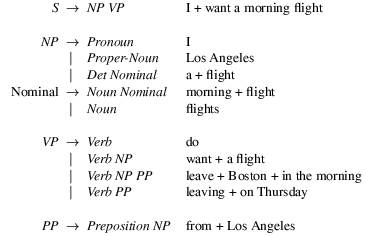 S → NP VP I + want a morning flight
NP → Pronoun I
| Proper-Noun Los Angeles
| Det Nominal a + flight
Nominal → Noun Nominal morning + flight
| Noun flights
VP → Verb do
| Verb NP want + a flight
| Verb NP PP leave + Boston + in the morning
| Verb PP leaving + on Thursday
PP → Preposition NP from + Los Angeles